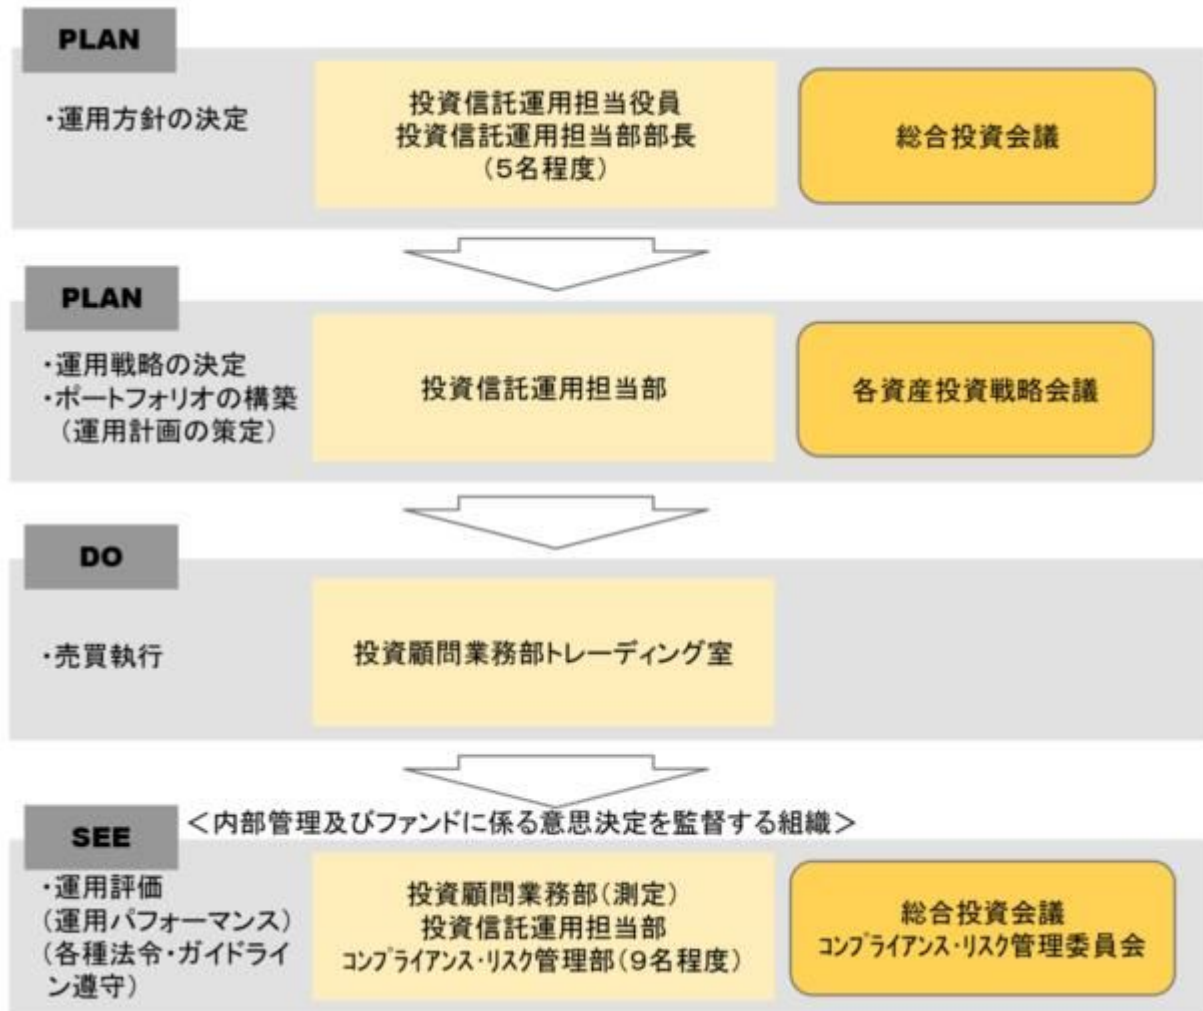 PLAN
・運用方針の決定
投資信託運用担当役員
投資信託運用担当部部長
(5名程度)
総合投資会議
PLAN
・運用戦略の決定
・ポートフォリオの構築
(運用計画の策定)
投資信託運用担当部
各資産投資戦略会議
DO
・売買執行
投資顧問業務部トレーディング室
SEE
＜内部管理及びファンドに係る意思決定を監督する組織＞
・運用評価
(運用パフォーマンス)
(各種法令・ガイドライ
ン遵守)
投資顧問業務部(測定)
投資信託運用担当部
ｺﾝﾌﾟﾗｲｱﾝｽ・ﾘｽｸ管理部(9名程度)
総合投資会議
ｺﾝﾌﾟﾗｲｱﾝｽ・ﾘｽｸ管理委員会